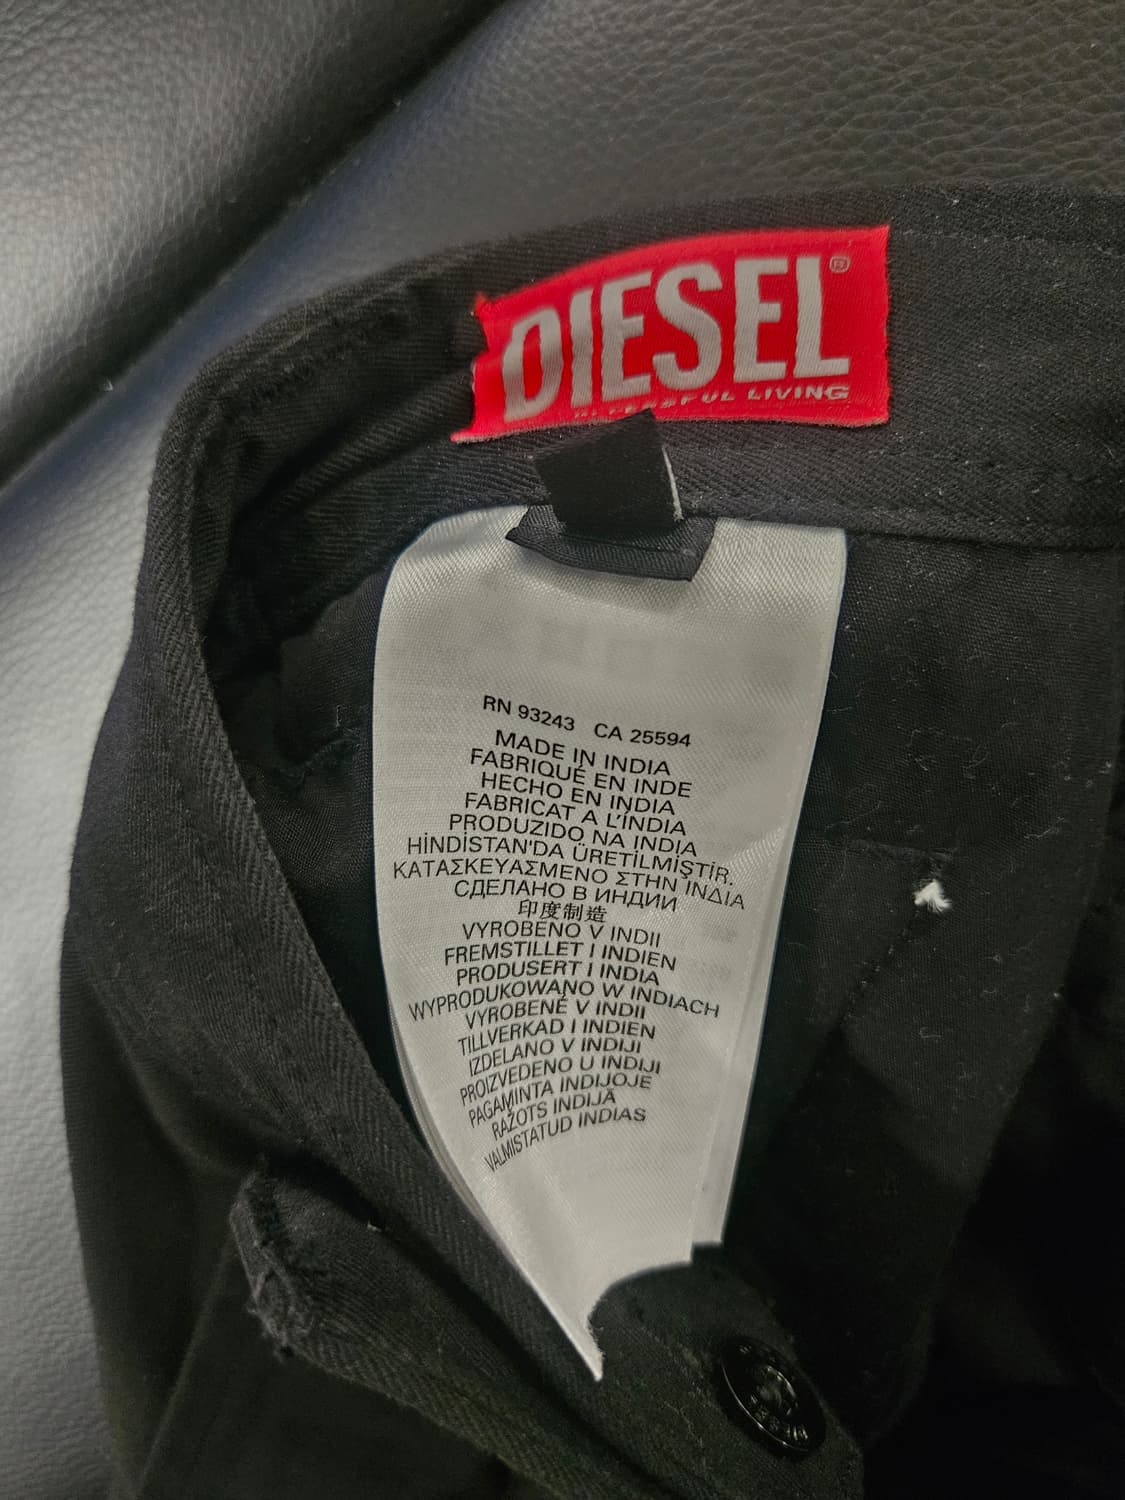 DIESEL®
LIVING
RN 93243 CA 25594
MADE IN INDIA
FABRIQUÉ EN INDE
HECHO EN INDIA
FABRICAT A L'ÍNDIA
PRODUZIDO NA INDIA
HİNDİSTAN'DA ÜRETİLMİŞTİR.
ΚΑΤΑΣΚΕΥΑΣΜΕΝΟ ΣΤΗΝ ΙΝΔΙΑ
СДЕЛАНО В ИНДИИ
印度制造
VYROBENO V INDII
FREMSTILLET I INDIEN
PRODUSERT I INDIA
WYPRODUKOWANO W INDIACH
VYROBENÉ V INDII
TILLVERKAD I INDIEN
IZDELANO V INDIJI
PROIZVEDENO U INDIJI
PAGAMINTA INDIJOJE
RAŽOTS INDIJĀ
VALMISTATUD INDIAS